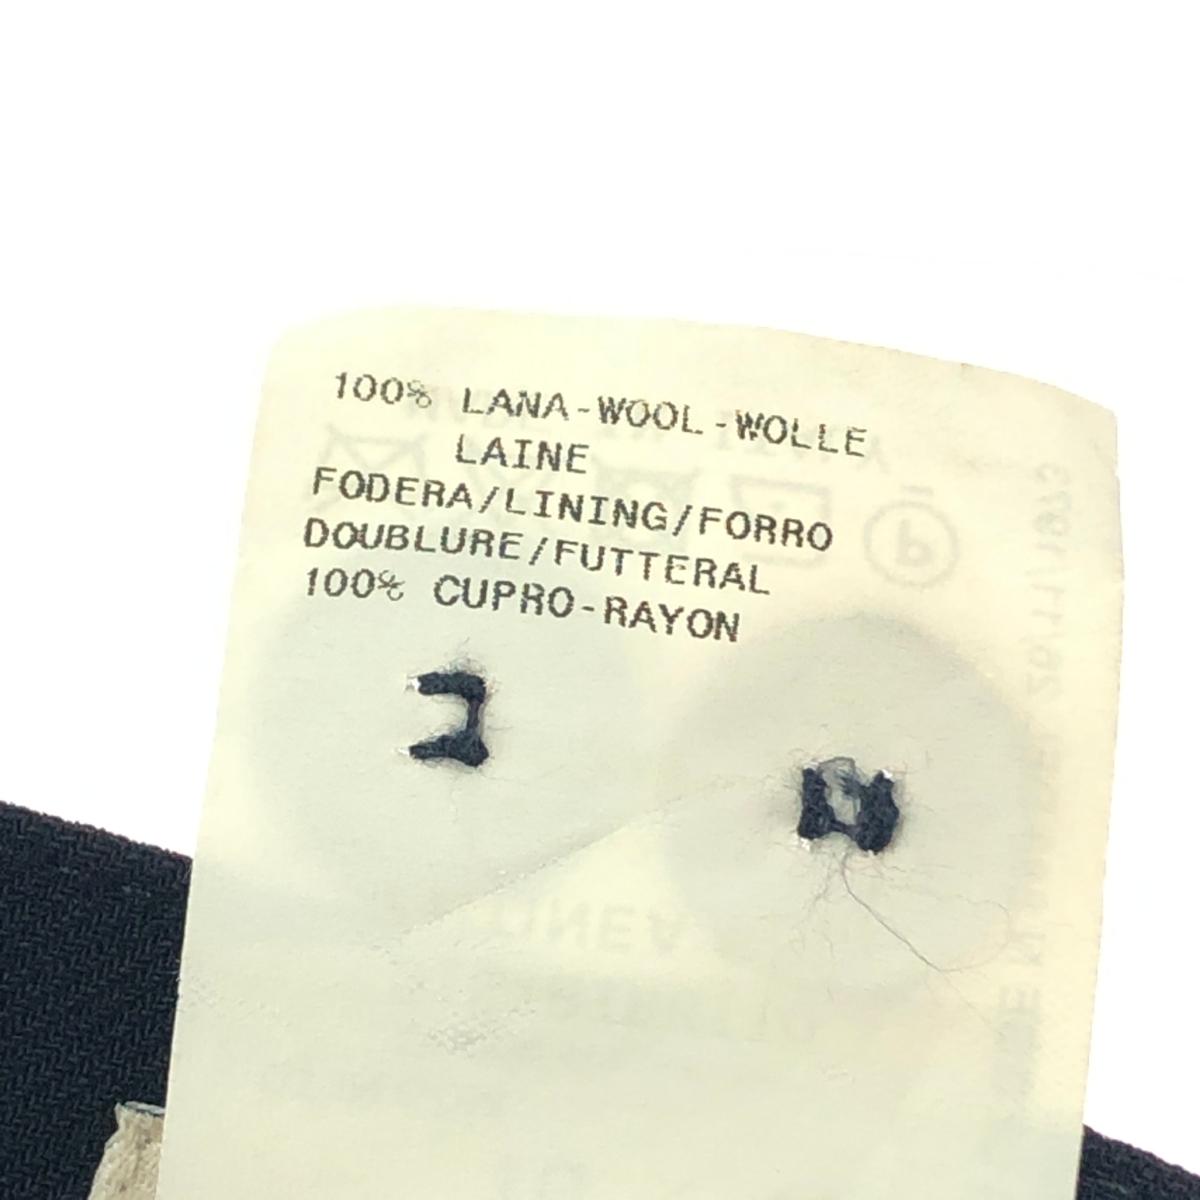 100% LANA-WOOL-WOLLE
LAINE
FODERA/LINING/FORRO
DOUBLURE/FUTTERAL
100% CUPRO-RAYON